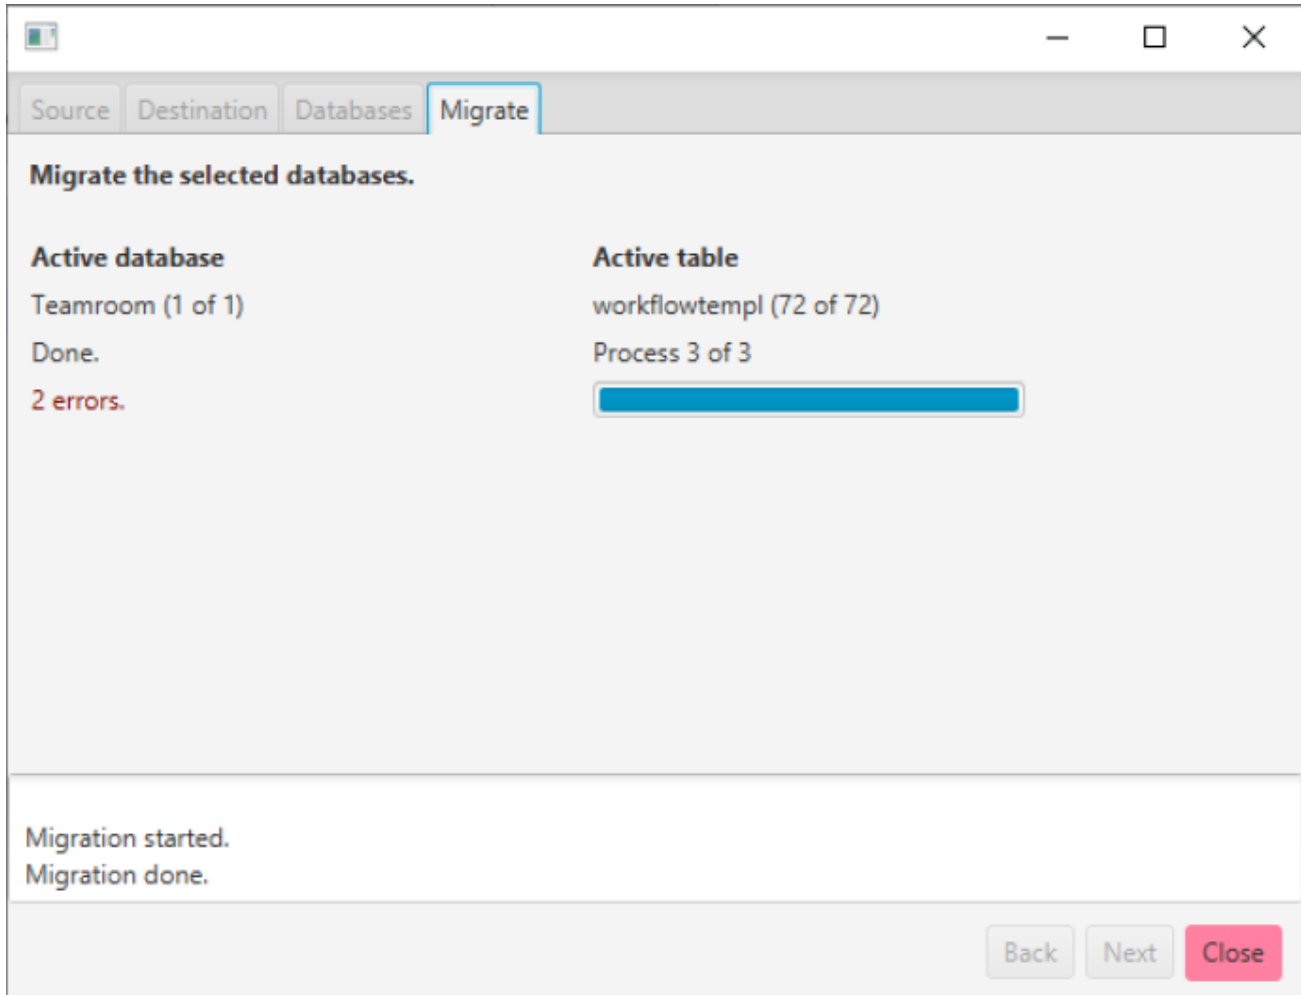 Source Destination Databases Migrate
Migrate the selected databases.
Active database
Teamroom (1 of 1)
Done.
2 errors.
Active table
workflowtempl (72 of 72)
Process 3 of 3
Migration started.
Migration done.
Back Next Close